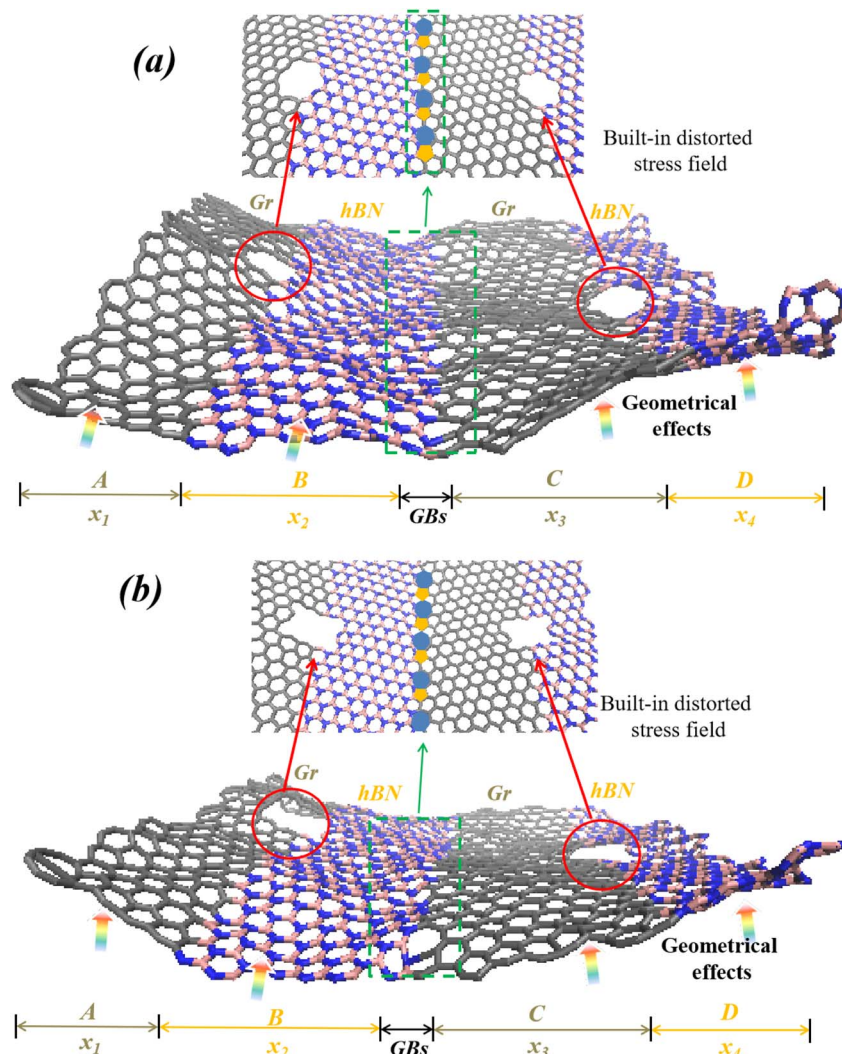 (a)
Built-in distorted
stress field
Gr
hBN
Gr
hBN
Geometrical
effects
A
B
C
D
x1
x2
GBs
x3
x4
(b)
Built-in distorted
stress field
Gr
hBN
Gr
hBN
Geometrical
effects
A
B
C
D
x1
x2
GBs
x3
x4